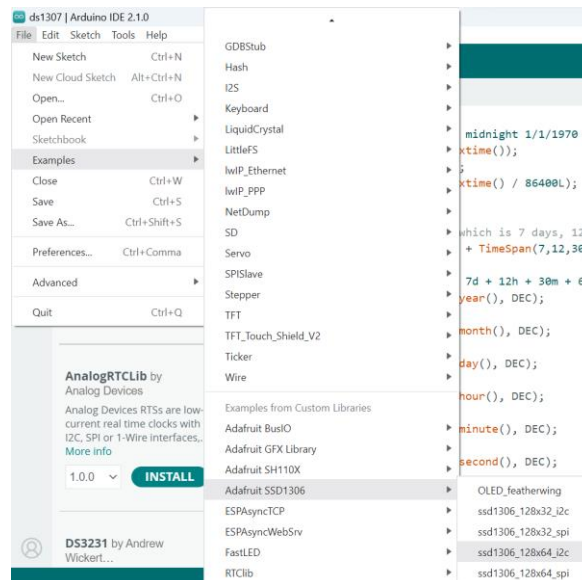 ds1307 | Arduino IDE 2.1.0
File Edit Sketch Tools Help
New Sketch Ctrl+N
New Cloud Sketch Alt+Ctrl+N
Open... Ctrl+O
Open Recent
Sketchbook
Examples
Close Ctrl+W
Save Ctrl+S
Save As... Ctrl+Shift+S
Preferences... Ctrl+Comma
Advanced
Quit Ctrl+Q
AnalogRTCLib by
Analog Devices
Analog Devices RTSs are low-
current real time clocks with
I2C, SPI or 1-Wire interfaces,..
More info
1.0.0 INSTALL
DS3231 by Andrew
Wickert...
GDBStub
Hash
I2S
Keyboard
LiquidCrystal
LittleFS
lwIP_Ethernet
lwIP_PPP
NetDump
SD
Servo
SPISlave
Stepper
TFT
TFT_Touch_Shield_V2
Ticker
Wire
Examples from Custom Libraries
Adafruit BusIO
Adafruit GFX Library
Adafruit SH110X
Adafruit SSD1306
ESPAsyncTCP
ESPAsyncWebSrv
FastLED
RTClib
OLED_featherwing
ssd1306_128x32_i2c
ssd1306_128x32_spi
ssd1306_128x64_i2c
ssd1306_128x64_spi
midnight 1/1/1970
xtime());
;
xtime() / 86400L);
which is 7 days, 12
+ TimeSpan(7,12,30
7d + 12h + 30m + 6
year(), DEC);
month(), DEC);
day(), DEC);
hour(), DEC);
minute(), DEC);
second(), DEC);